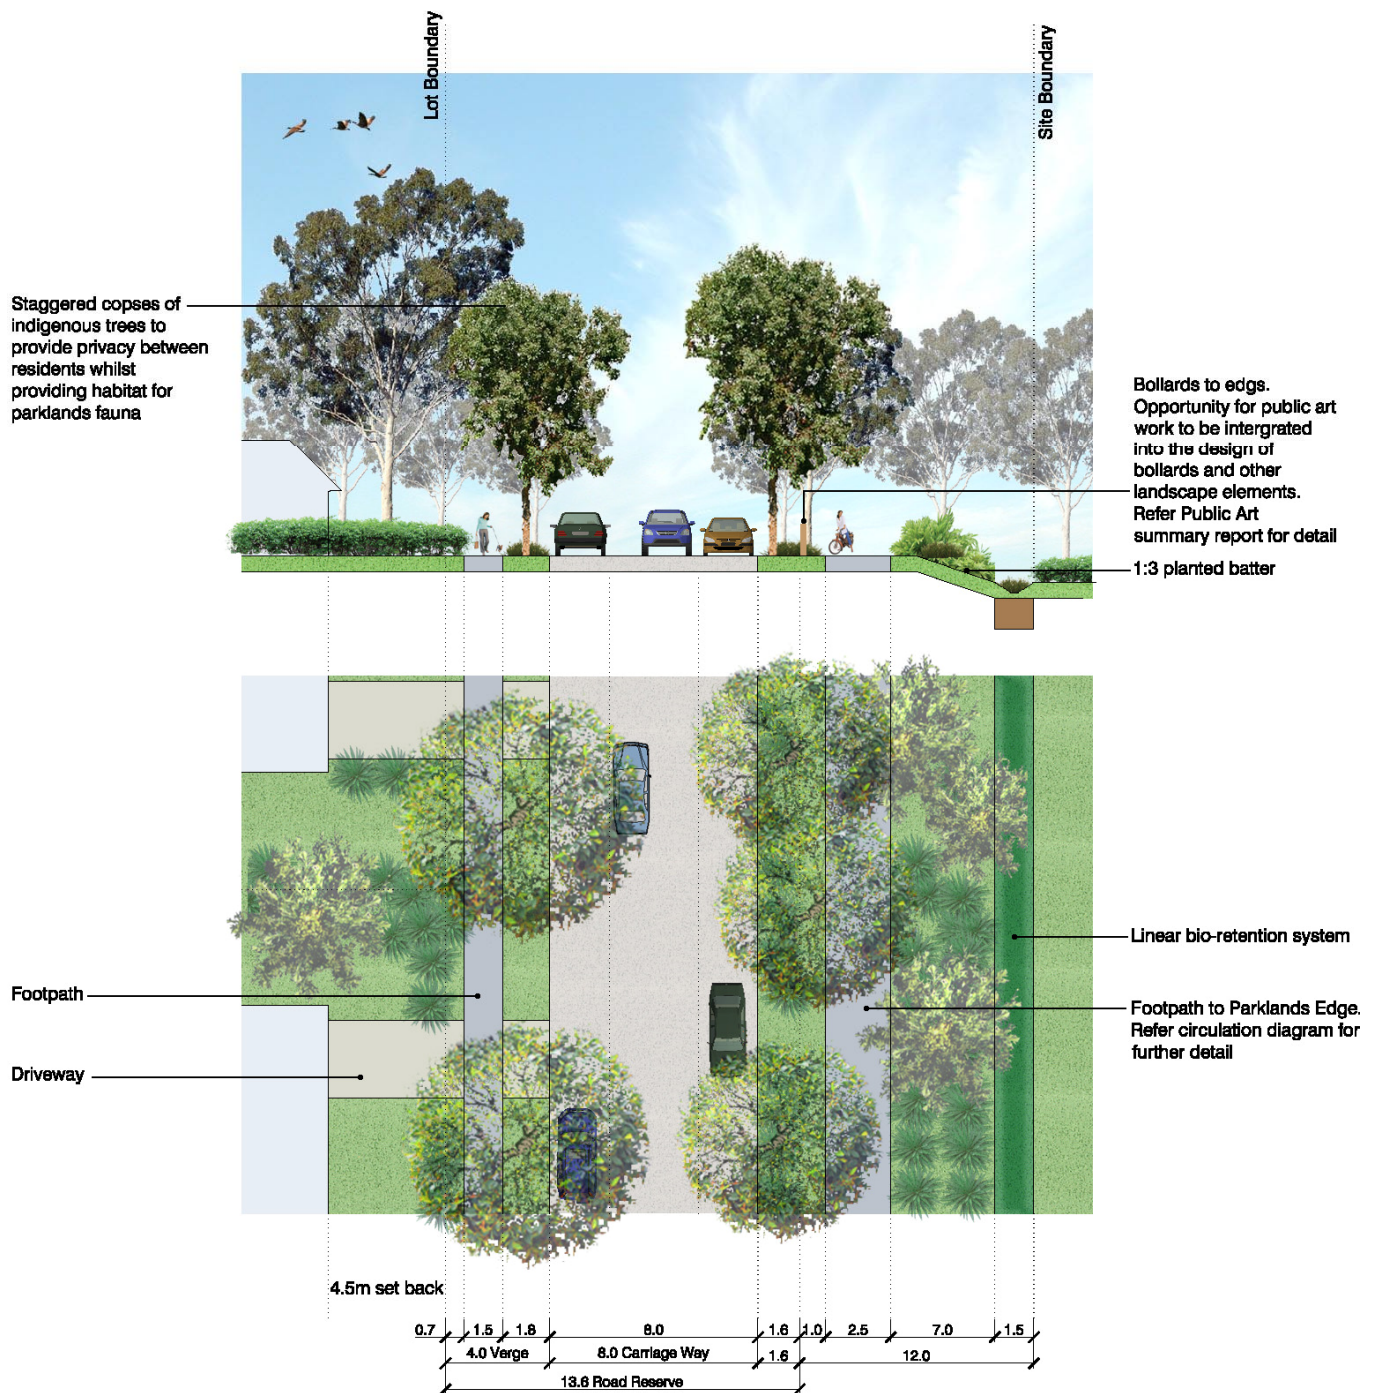 Lot Boundary
Site Boundary
Staggered copses of
indigenous trees to
provide privacy between
residents whilst
providing habitat for
parklands fauna
Bollards to edgs.
Opportunity for public art
work to be intergrated
into the design of
bollards and other
landscape elements.
Refer Public Art
summary report for detail
1:3 planted batter
Linear bio-retention system
Footpath
Footpath to Parklands Edge.
Refer circulation diagram for
further detail
Driveway
4.5m set back
0.7 1.5 1.8 8.0 1.6 1.0 2.5 7.0 1.5
4.0 Verge 8.0 Carriage Way 1.6 12.0
13.6 Road Reserve